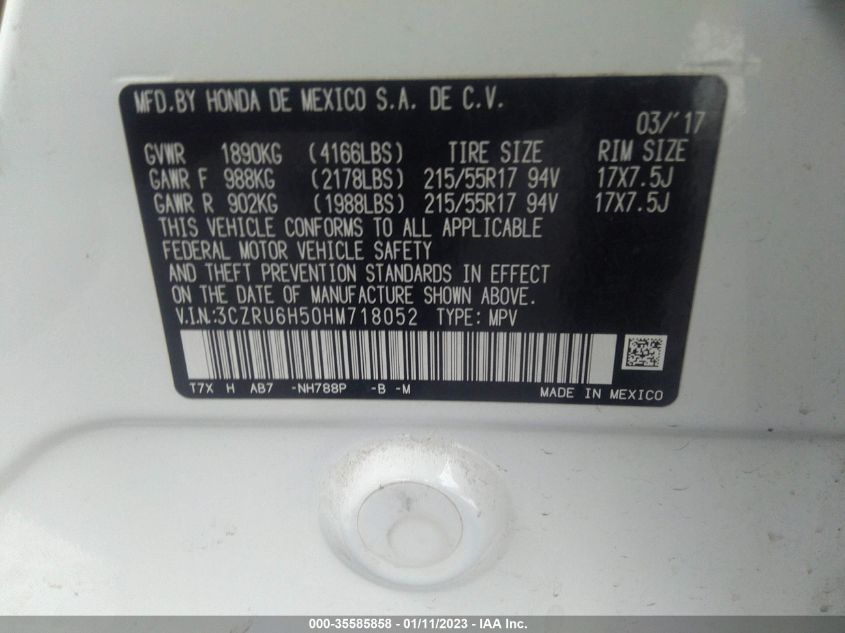 MFD.BY HONDA DE MEXICO S.A. DE C.V.
03/'17
GVWR 1890KG (4166LBS) TIRE SIZE RIM SIZE
GAWR F 988KG (2178LBS) 215/55R17 94V 17X7.5J
GAWR R 902KG (1988LBS) 215/55R17 94V 17X7.5J
THIS VEHICLE CONFORMS TO ALL APPLICABLE
FEDERAL MOTOR VEHICLE SAFETY
AND THEFT PREVENTION STANDARDS IN EFFECT
ON THE DATE OF MANUFACTURE SHOWN ABOVE.
V.I.N:3CZRU6H50HM718052 TYPE:MPV
T7X H AB7 -NH788P -B -M MADE IN MEXICO
000-35585858 - 01/11/2023 - IAA Inc.